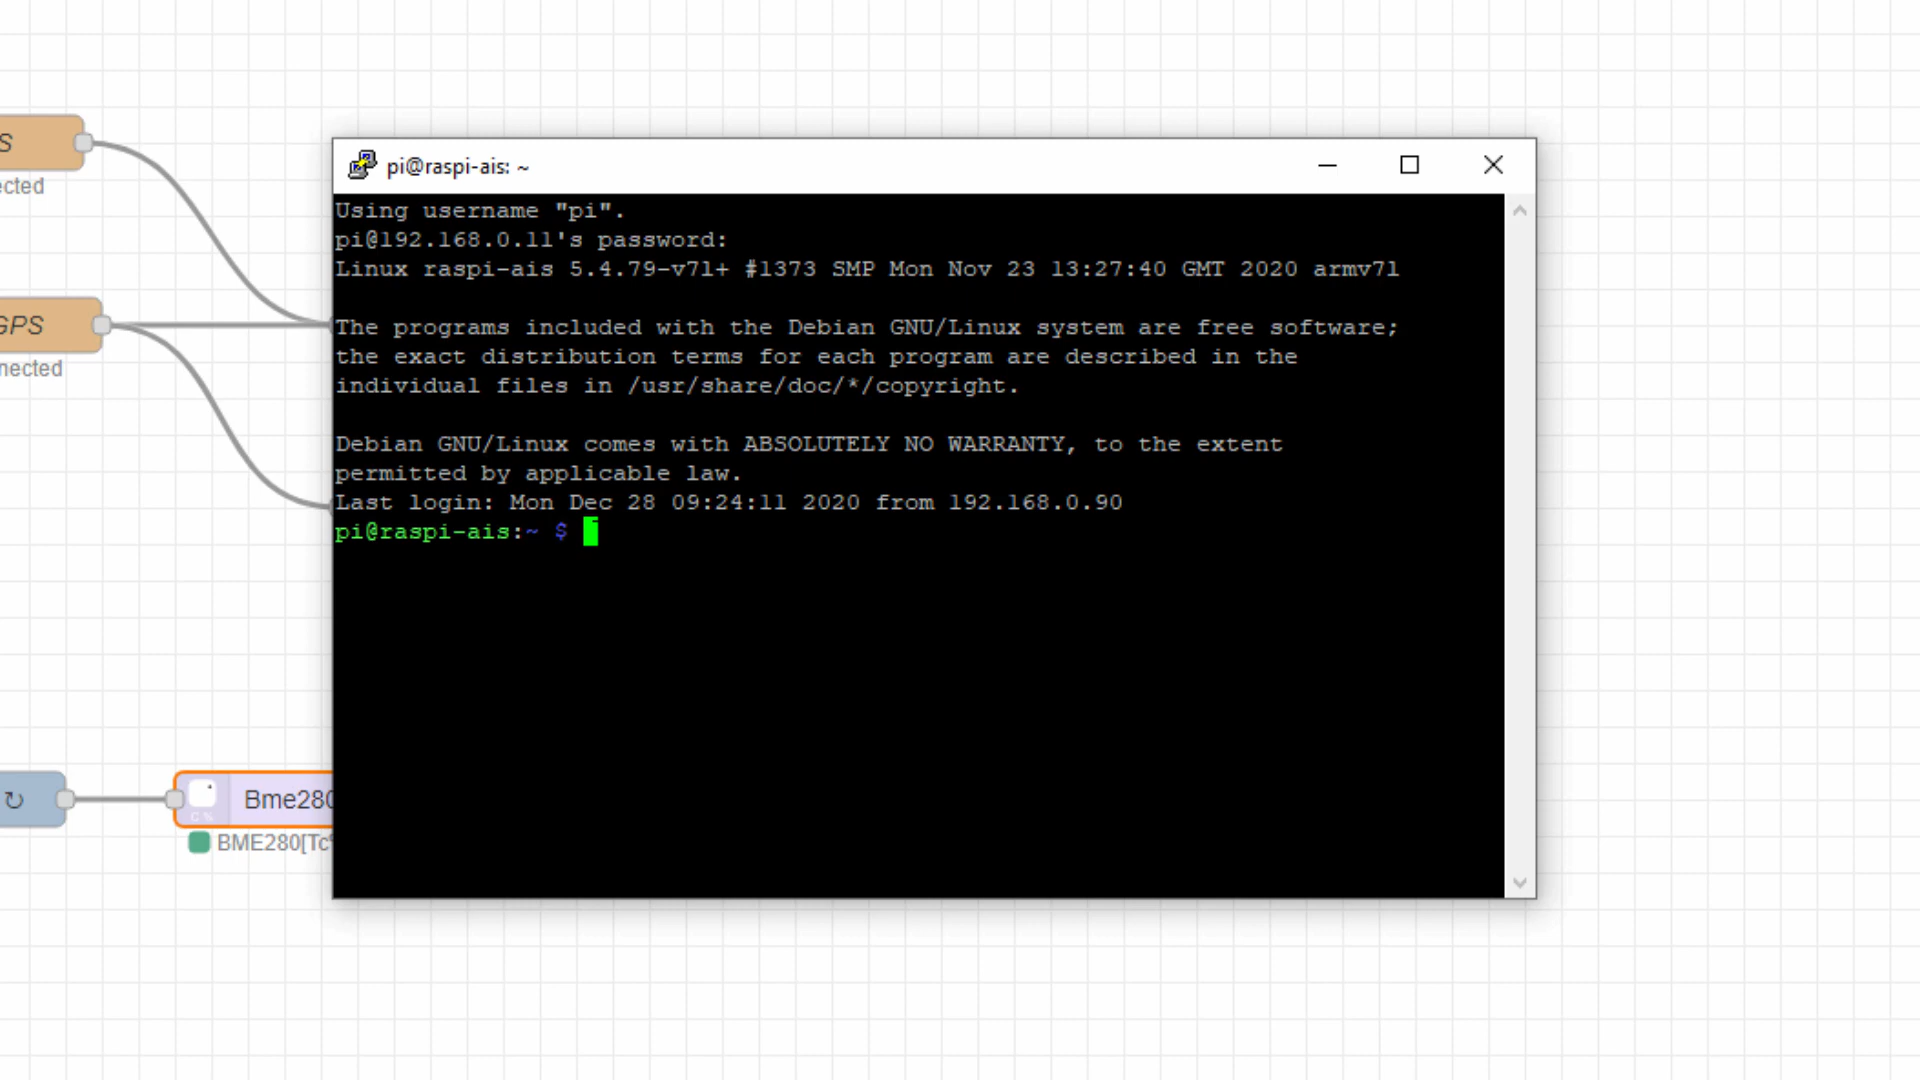 S
ected
GPS
nected
pi@raspi-ais: ~
Using username "pi".
pi@192.168.0.11's password:
Linux raspi-ais 5.4.79-v7l+ #1373 SMP Mon Nov 23 13:27:40 GMT 2020 armv7l
The programs included with the Debian GNU/Linux system are free software;
the exact distribution terms for each program are described in the
individual files in /usr/share/doc/*/copyright.
Debian GNU/Linux comes with ABSOLUTELY NO WARRANTY, to the extent
permitted by applicable law.
Last login: Mon Dec 28 09:24:11 2020 from 192.168.0.90
pi@raspi-ais:~ $
↻
C %
Bme280
BME280[Tc